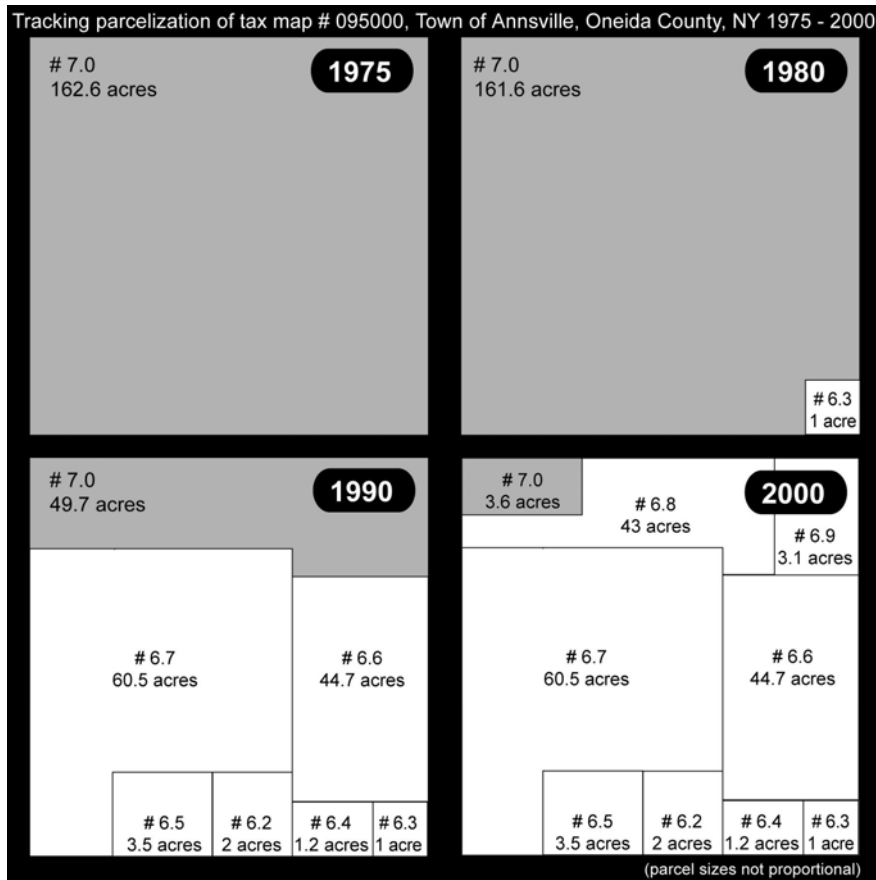 Tracking parcelization of tax map # 095000, Town of Annsville, Oneida County, NY 1975 - 2000
# 7.0
162.6 acres
1975
# 7.0
161.6 acres
1980
# 6.3
1 acre
# 7.0
49.7 acres
1990
# 6.7
60.5 acres
# 6.6
44.7 acres
# 6.5
3.5 acres
# 6.2
2 acres
# 6.4
1.2 acres
# 6.3
1 acre
# 7.0
3.6 acres
# 6.8
43 acres
2000
# 6.9
3.1 acres
# 6.7
60.5 acres
# 6.6
44.7 acres
# 6.5
3.5 acres
# 6.2
2 acres
# 6.4
1.2 acres
# 6.3
1 acre
(parcel sizes not proportional)